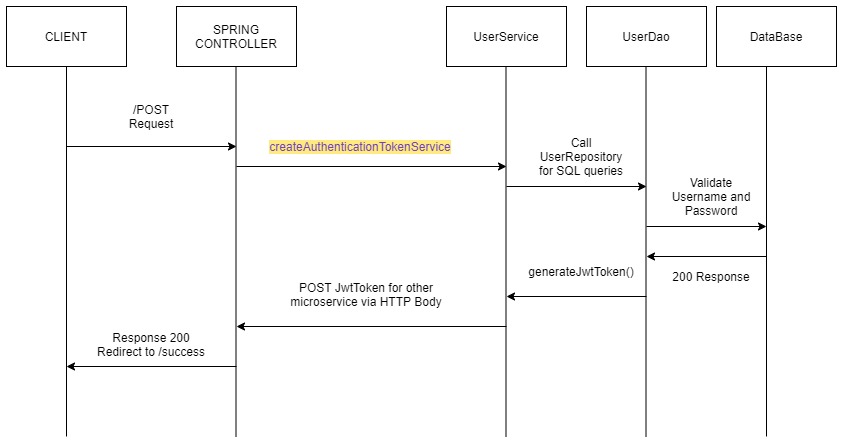 CLIENT
SPRING
CONTROLLER
UserService
UserDao
DataBase
/POST
Request
createAuthenticationTokenService
Call
UserRepository
for SQL queries
Validate
Username and
Password
200 Response
generateJwtToken()
POST JwtToken for other
microservice via HTTP Body
Response 200
Redirect to /success